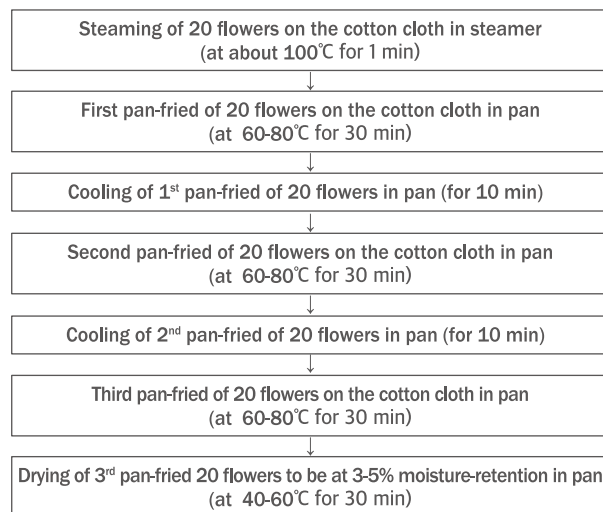 Steaming of 20 flowers on the cotton cloth in steamer
(at about 100℃ for 1 min)
↓
First pan-fried of 20 flowers on the cotton cloth in pan
(at 60-80℃ for 30 min)
↓
Cooling of 1st pan-fried of 20 flowers in pan (for 10 min)
↓
Second pan-fried of 20 flowers on the cotton cloth in pan
(at 60-80℃ for 30 min)
↓
Cooling of 2nd pan-fried of 20 flowers in pan (for 10 min)
↓
Third pan-fried of 20 flowers on the cotton cloth in pan
(at 60-80℃ for 30 min)
↓
Drying of 3rd pan-fried 20 flowers to be at 3-5% moisture-retention in pan
(at 40-60℃ for 30 min)